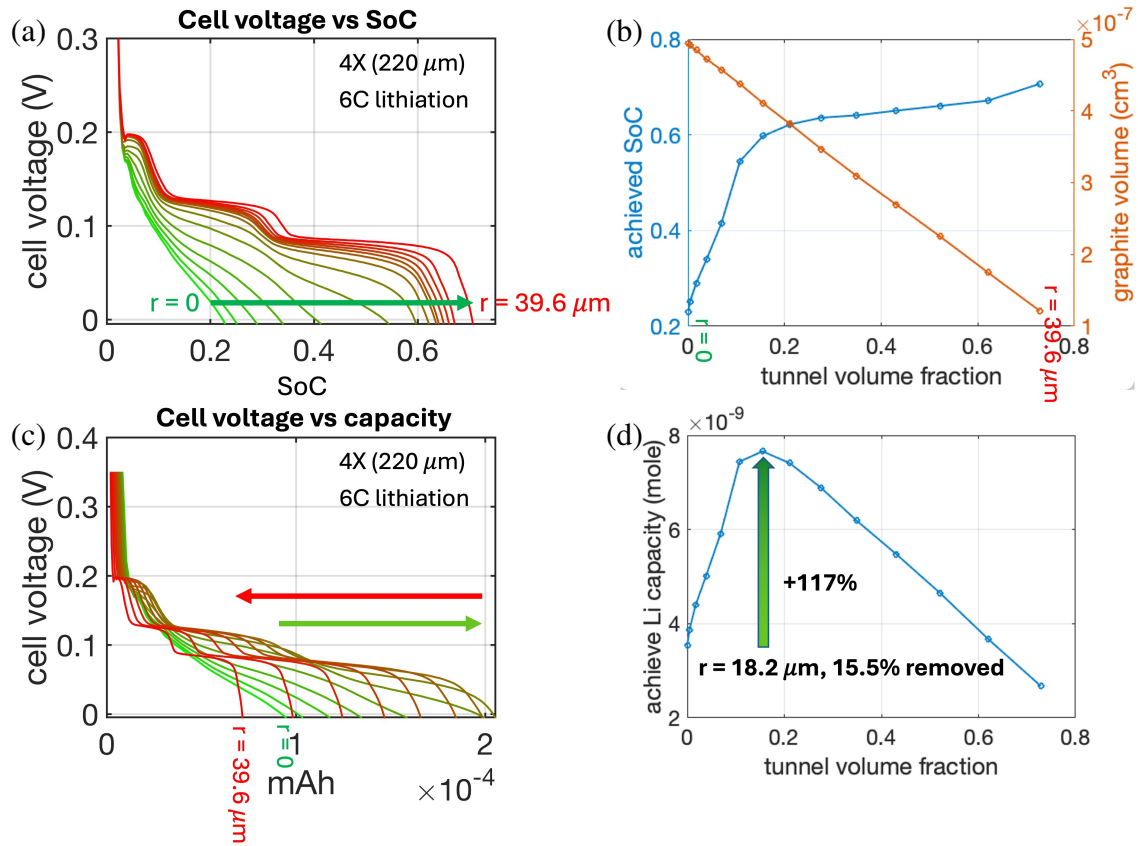 (a)
Cell voltage vs SoC
cell voltage (V)
0.3
0.2
0.1
0
4X (220 μm)
6C lithiation
r = 0
r = 39.6 μm
0
0.2
0.4
0.6
SoC
(b)
×10⁻⁷
achieved SoC
0.8
0.6
0.4
0.2
graphite volume (cm³)
5
4
3
2
1
r = 0
r = 39.6 μm
0
0.2
0.4
0.6
0.8
tunnel volume fraction
(c)
Cell voltage vs capacity
cell voltage (V)
0.4
0.3
0.2
0.1
0
4X (220 μm)
6C lithiation
0
1
2
r = 39.6 μm
r = 0
mAh
×10⁻⁴
(d)
×10⁻⁹
achieve Li capacity (mole)
8
6
4
2
+117%
r = 18.2 μm, 15.5% removed
0
0.2
0.4
0.6
0.8
tunnel volume fraction